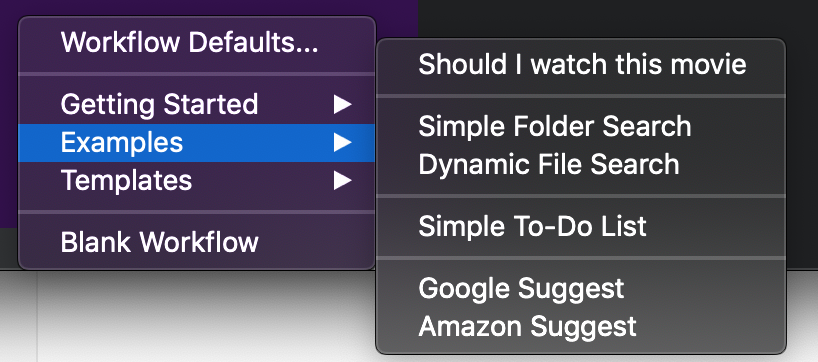 Workflow Defaults...
Getting Started
Examples
Templates
Blank Workflow
Should I watch this movie
Simple Folder Search
Dynamic File Search
Simple To-Do List
Google Suggest
Amazon Suggest